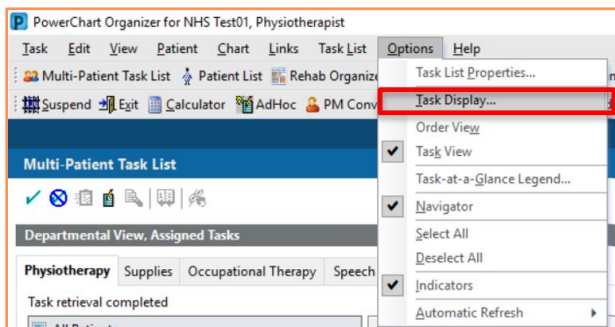 PowerChart Organizer for NHS Test01, Physiotherapist
Task Edit View Patient Chart Links Task List Options Help
Multi-Patient Task List Patient List Rehab
Suspend Exit Calculator AdHoc PM
Task List Properties...
Task Display...
Order View
Task View
Task-at-a-Glance Legend...
Navigator
Select All
Deselect All
Indicators
Automatic Refresh
Multi-Patient Task List
Departmental View, Assigned Tasks
Physiotherapy Supplies Occupational Therapy Speech
Task retrieval completed